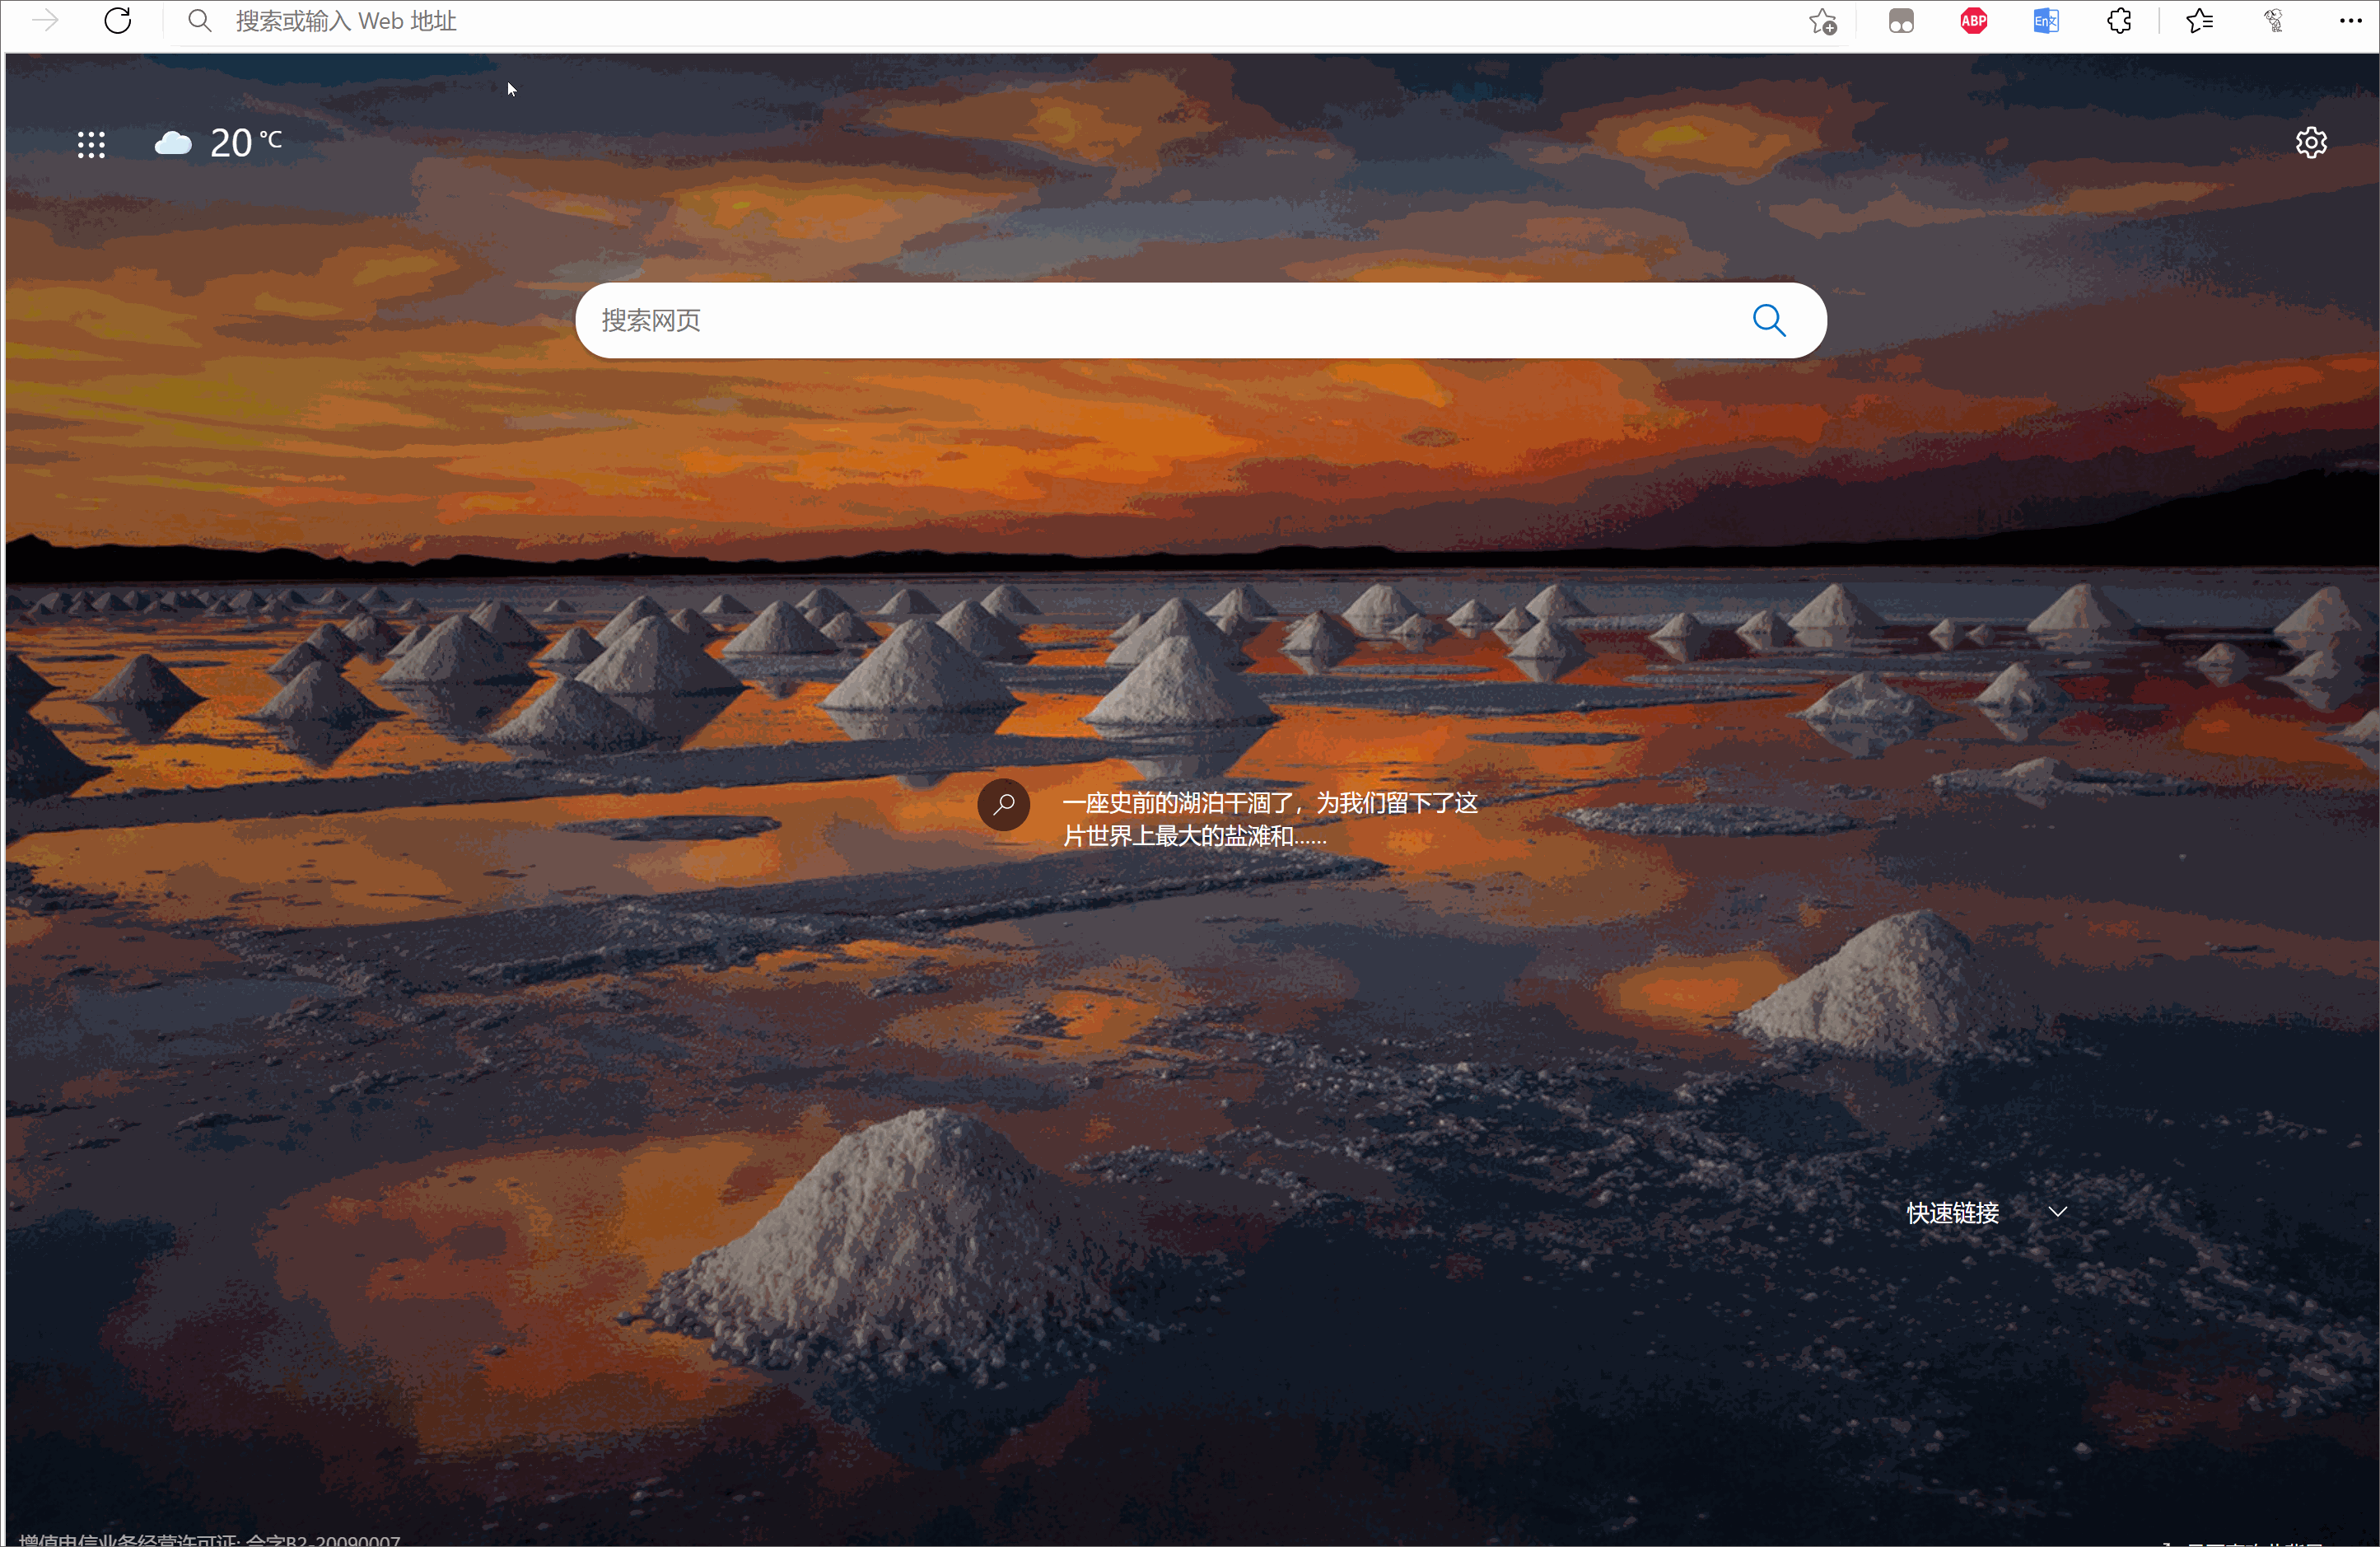 搜索或输入 Web 地址
ABP
En文
20 °C
搜索网页
一座史前的湖泊干涸了，为我们留下了这
片世界上最大的盐滩和......
快速链接
增值电信业务经营许可证: 合字B2-20090007